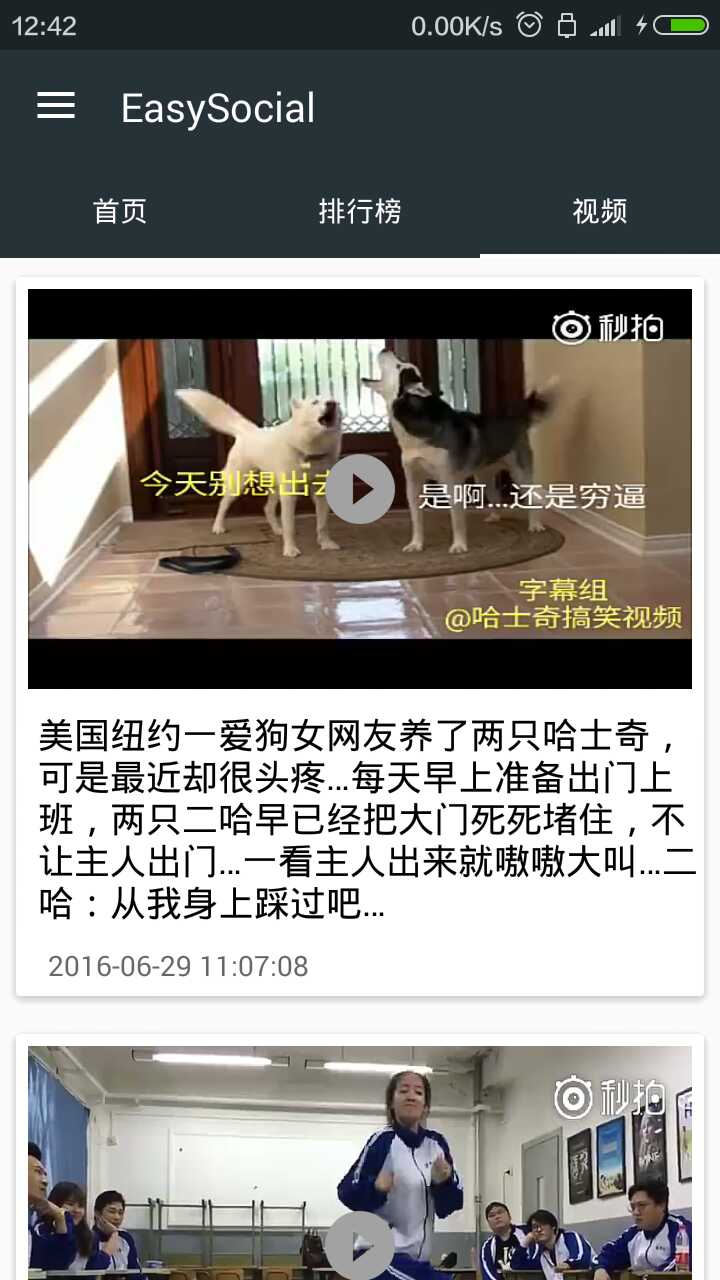 12:42
0.00K/s
EasySocial
首页
排行榜
视频
秒拍
今天别想出去
是啊...还是穷逼
字幕组
@哈士奇搞笑视频
美国纽约一爱狗女网友养了两只哈士奇，
可是最近却很头疼...每天早上准备出门上
班，两只二哈早已经把大门死死堵住，不
让主人出门...一看主人出来就嗷嗷大叫...二
哈：从我身上踩过吧...
2016-06-29 11:07:08
秒拍